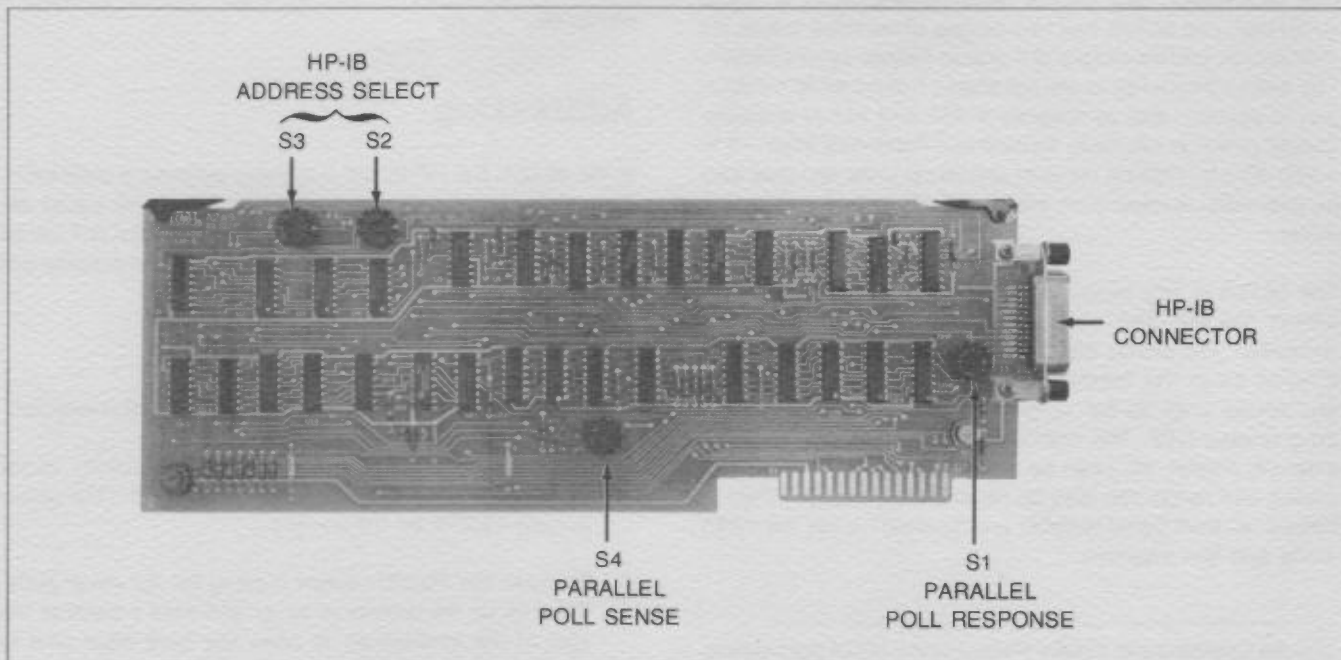 HP-IB
ADDRESS SELECT
S3 S2
HP-IB
CONNECTOR
S4
PARALLEL
POLL SENSE
S1
PARALLEL
POLL RESPONSE